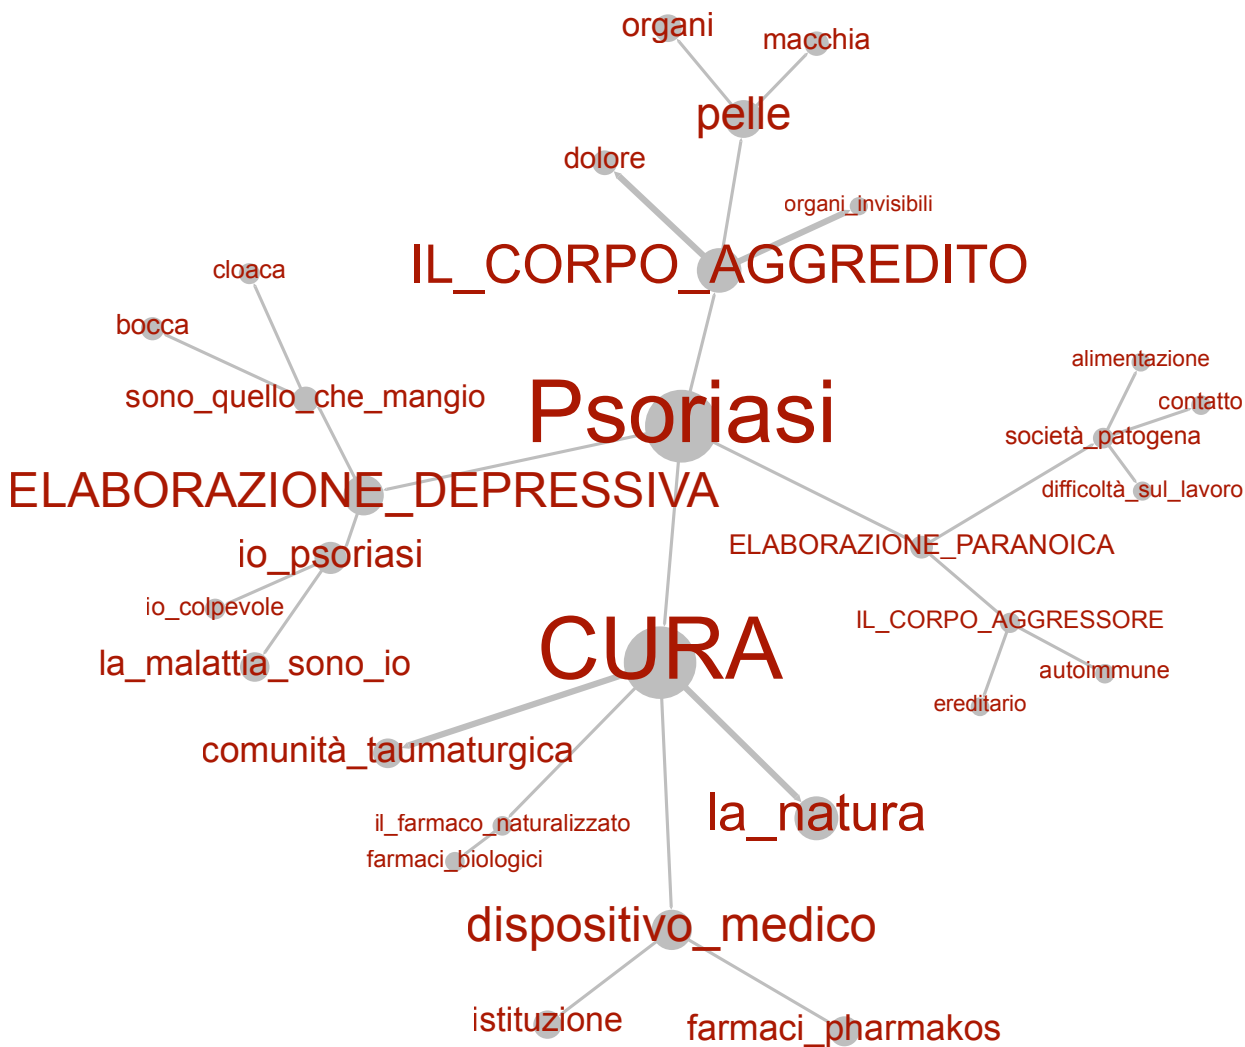 organi
macchia
pelle
dolore
organi_invisibili
IL_CORPO_AGGREDITO
cloaca
bocca
sono_quello_che_mangio
Psoriasi
alimentazione
contatto
società_patogena
difficoltà_sul_lavoro
ELABORAZIONE_DEPRESSIVA
ELABORAZIONE_PARANOICA
io_psoriasi
io_colpevole
la_malattia_sono_io
IL_CORPO_AGGRESSORE
autoimmune
ereditario
CURA
comunità_taumaturgica
la_natura
il_farmaco_naturalizzato
farmaci_biologici
dispositivo_medico
istituzione
farmaci_pharmakos